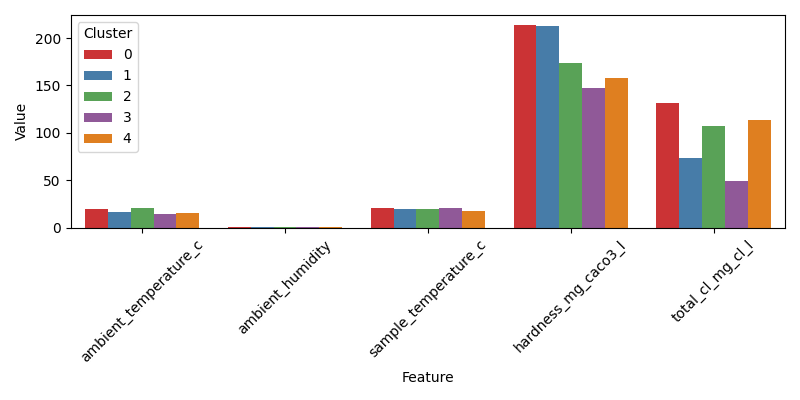 Cluster
0
1
2
3
4
200
150
100
50
0
Value
ambient_temperature_c
ambient_humidity
sample_temperature_c
hardness_mg_caco3_l
total_cl_mg_cl_l
Feature